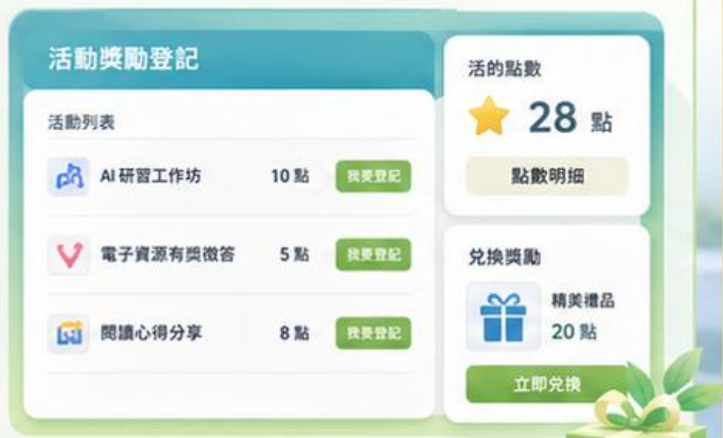 活動獎勵登記
活動列表
AI 研習工作坊 10 點 我要登記
電子資源有獎徵答 5 點 我要登記
閱讀心得分享 8 點 我要登記
活的點數
28 點
點數明細
兌換獎勵
精美禮品
20 點
立即兌換